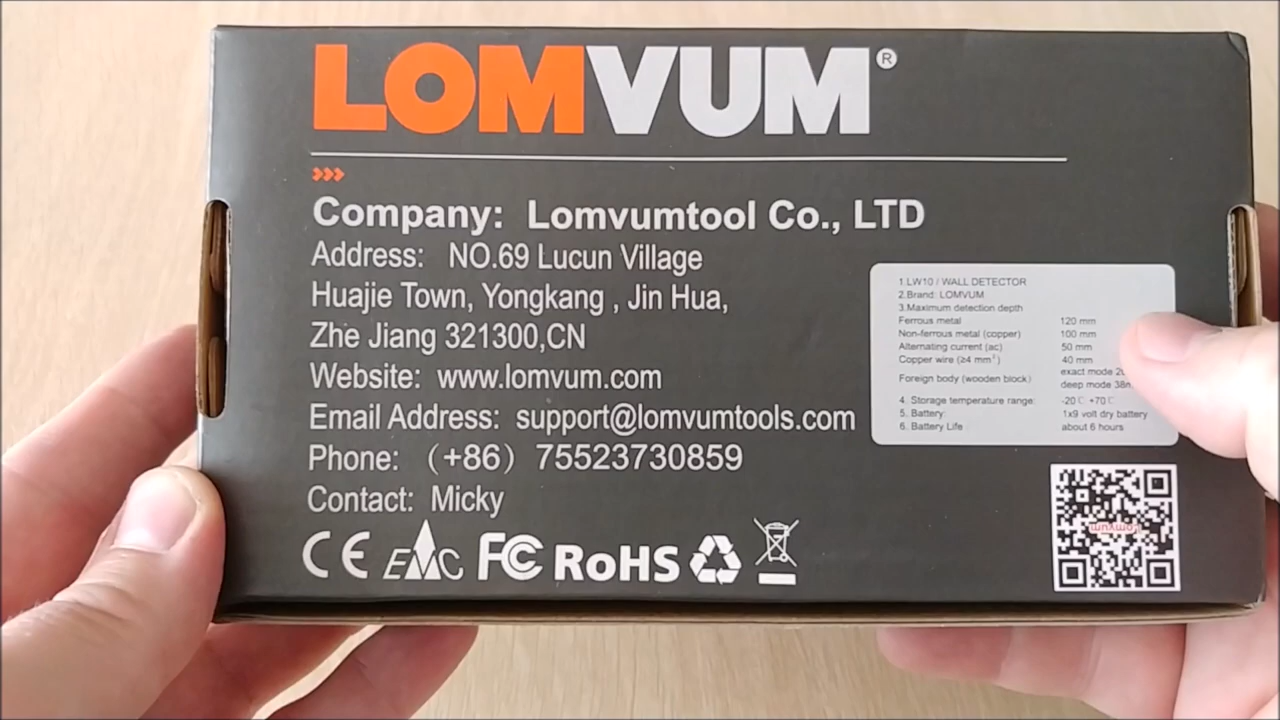 LOMVUM®
Company: Lomvumtool Co., LTD
Address: NO.69 Lucun Village
Huajie Town, Yongkang , Jin Hua,
Zhe Jiang 321300,CN
Website: www.lomvum.com
Email Address: support@lomvumtools.com
Phone: (+86) 75523730859
Contact: Micky
CE EMC FC RoHS
1.LW10 / WALL DETECTOR
2.Brand: LOMVUM
3.Maximum detection depth
Ferrous metal 120 mm
Non-ferrous metal (copper) 100 mm
Alternating current (ac) 50 mm
Copper wire (≥4 mm²) 40 mm
Foreign body (wooden block) exact mode
deep mode
4. Storage temperature range: -20℃ +70℃
5. Battery: 1x9 volt dry battery
6. Battery Life about 6 hours
Lomvum